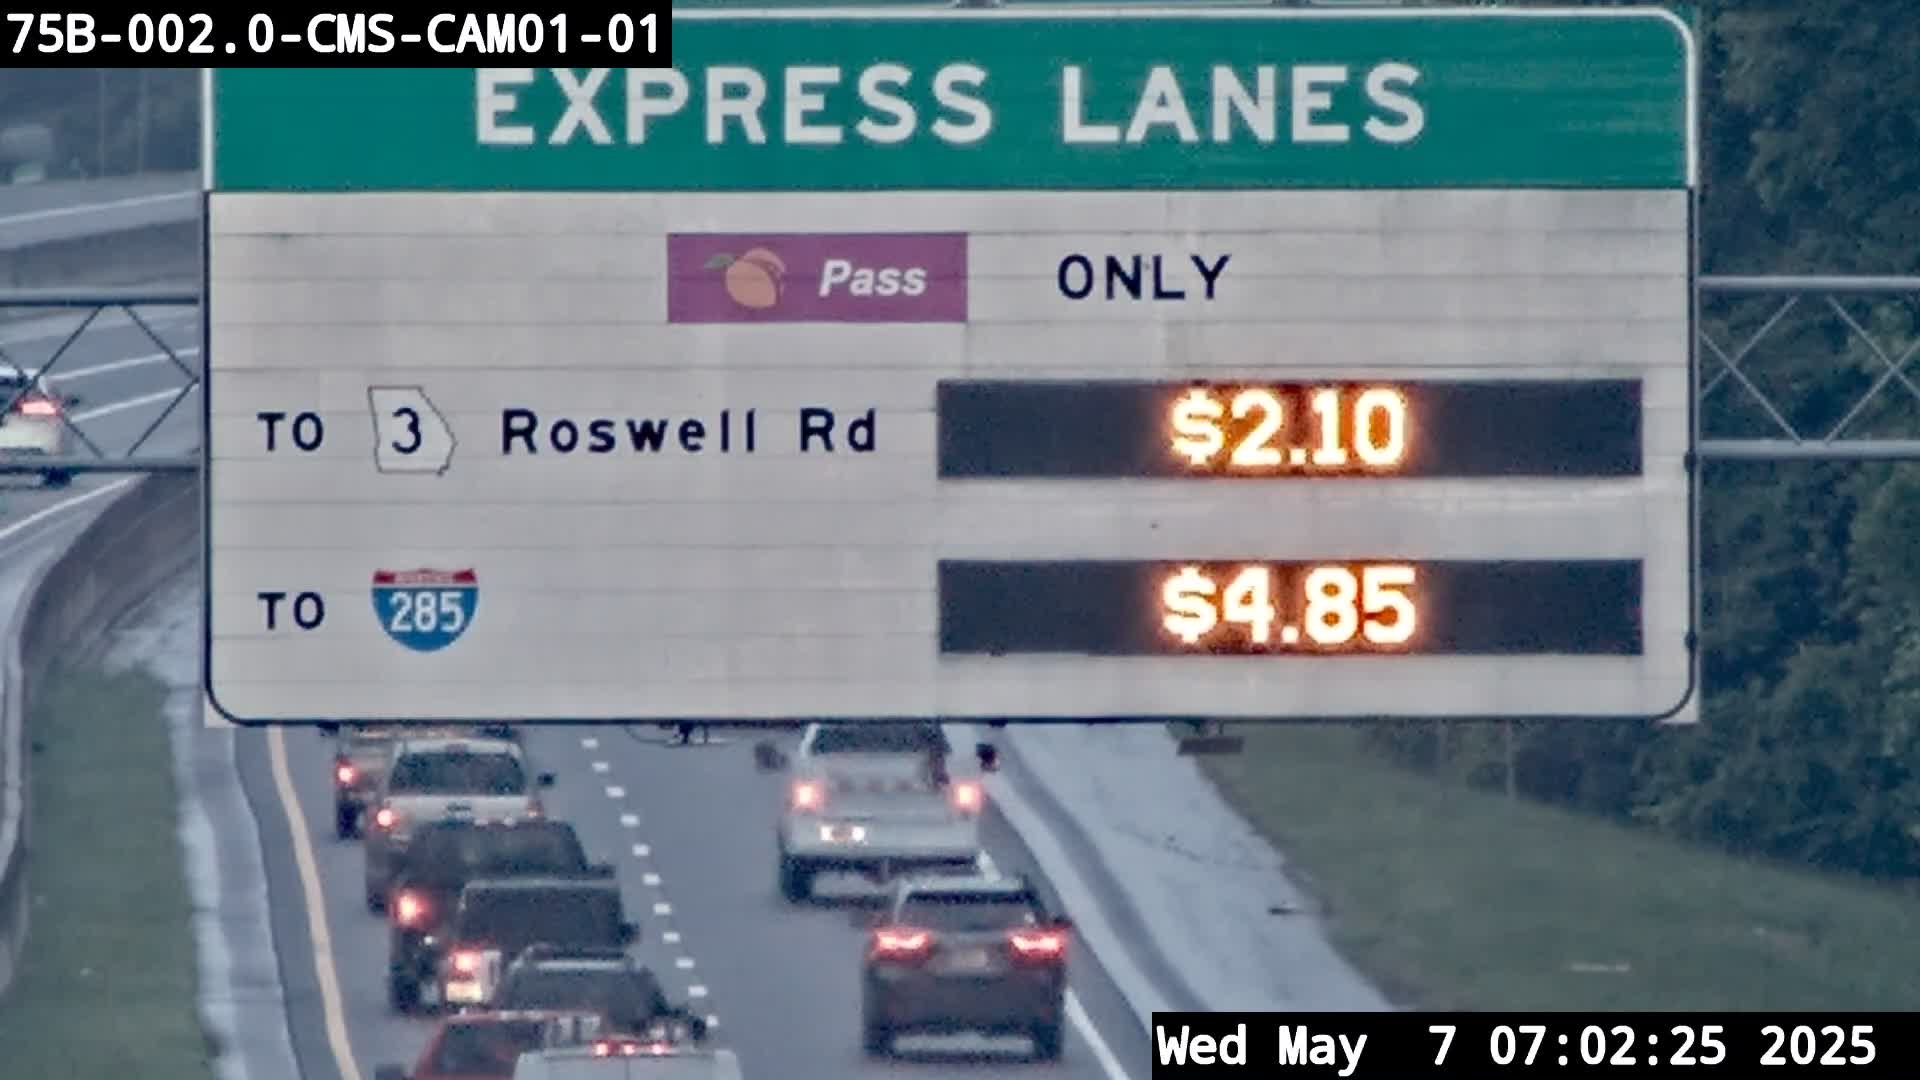 75B-002.0-CMS-CAM01-01
EXPRESS LANES
Pass ONLY
TO 3 Roswell Rd $2.10
TO 285 $4.85
Wed May 7 07:02:25 2025